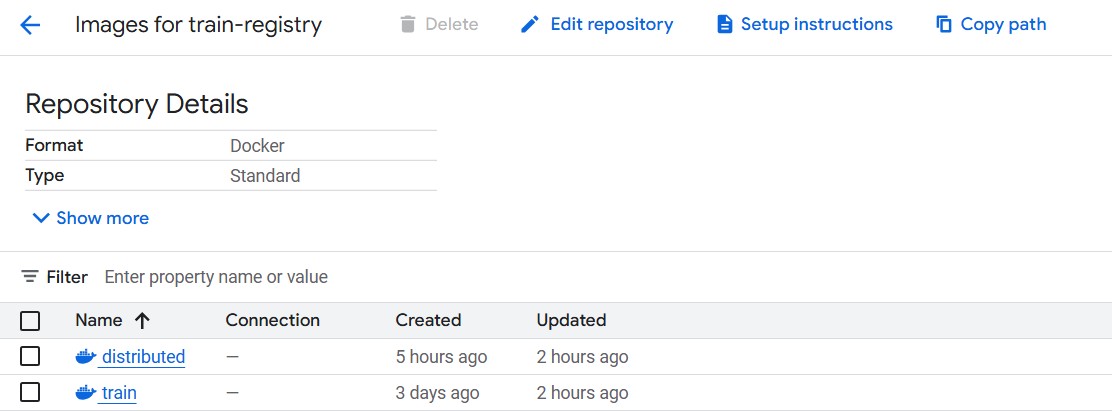 Images for train-registry Delete Edit repository Setup instructions Copy path
Repository Details
Format Docker
Type Standard
Show more
Filter Enter property name or value
Name Connection Created Updated
distributed — 5 hours ago 2 hours ago
train — 3 days ago 2 hours ago